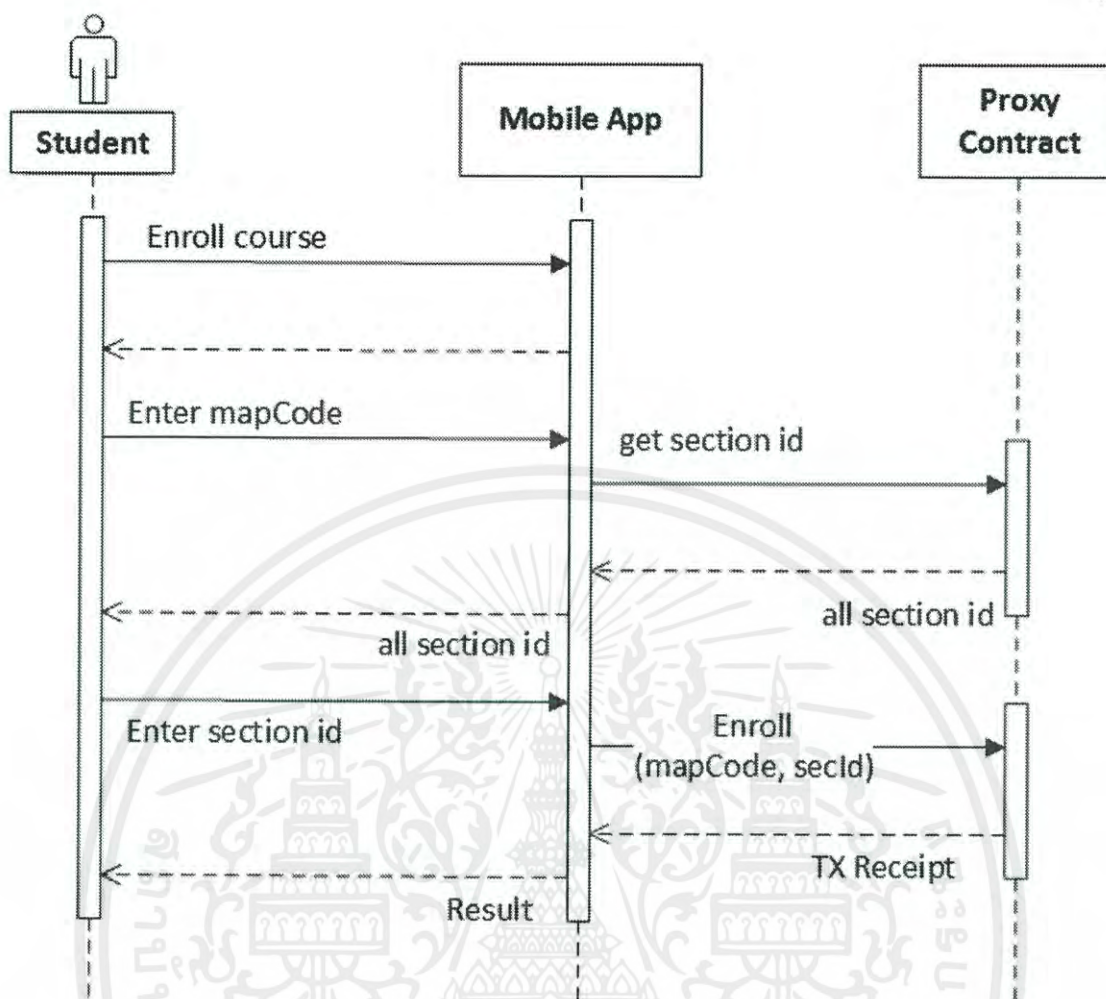 Student
Mobile App
Proxy
Contract
Enroll course
Enter mapCode
get section id
all section id
all section id
Enter section id
Enroll
(mapCode, secId)
TX Receipt
Result